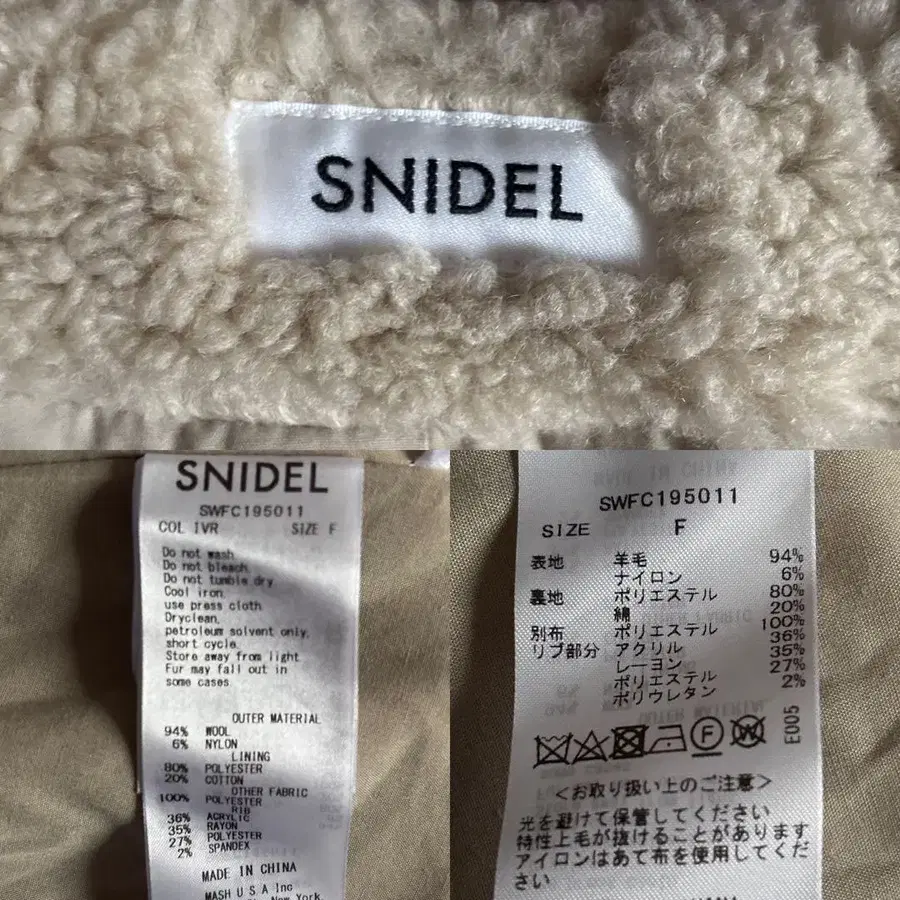 SNIDEL
SNIDEL
SWFC195011
COL IVR SIZE F
Do not wash
Do not bleach.
Do not tumble dry.
Cool iron.
use press cloth.
Dryclean,
petroleum solvent only,
short cycle.
Store away from light.
Fur may fall out in
some cases.
OUTER MATERIAL
94% WOOL
6% NYLON
LINING
80% POLYESTER
20% COTTON
OTHER FABRIC
100% POLYESTER
RIB
36% ACRYLIC
35% RAYON
27% POLYESTER
2% SPANDEX
MADE IN CHINA
MASH U S A Inc
New York,
SWFC195011
SIZE F
表地 羊毛 94%
ナイロン 6%
裏地 ポリエステル 80%
綿 20%
別布 ポリエステル 100%
リブ部分 アクリル 36%
レーヨン 35%
ポリエステル 27%
ポリウレタン 2%
F W
E005
<お取り扱い上のご注意>
光を避けて保管してください
特性上毛が抜けることがあります
アイロンはあて布を使用してくだ
さい